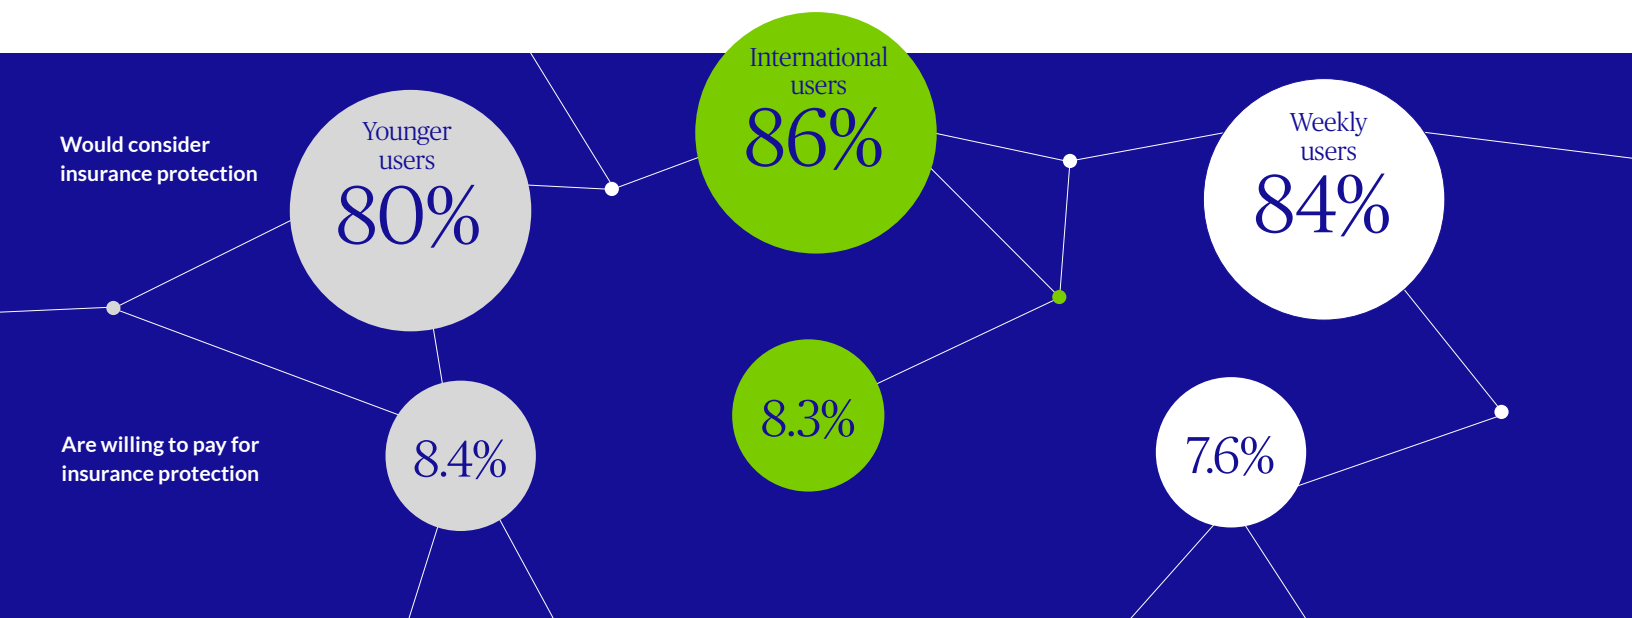 Would consider
insurance protection
Younger
users
80%
International
users
86%
Weekly
users
84%
Are willing to pay for
insurance protection
8.4%
8.3%
7.6%